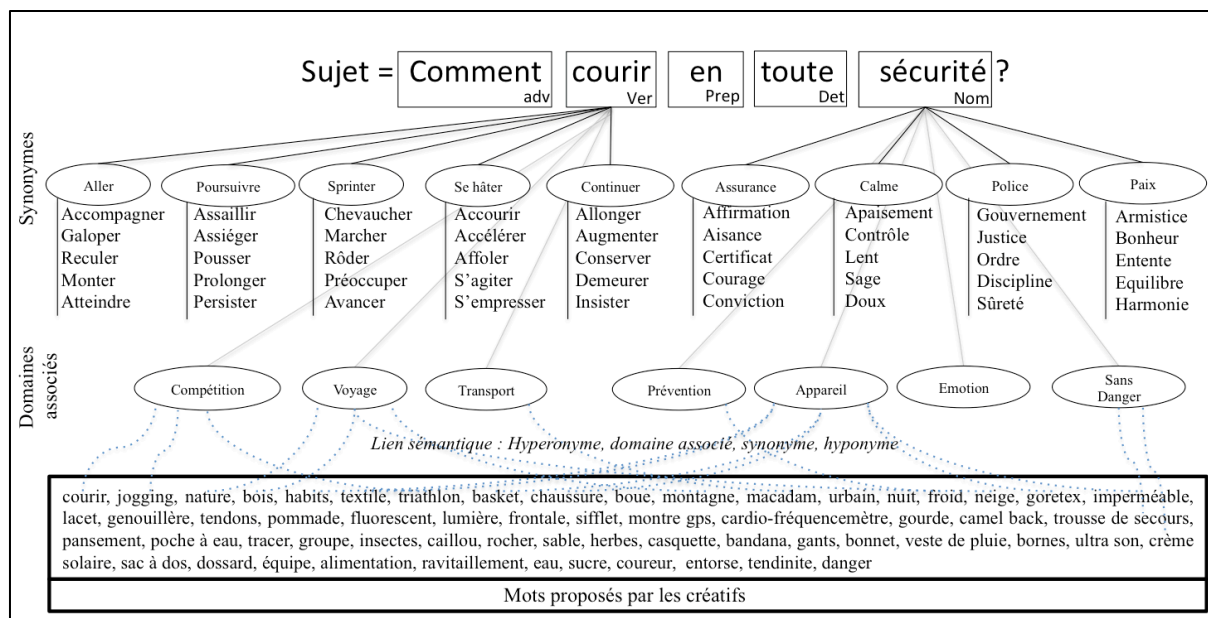 Sujet = Comment courir en toute sécurité ?
adv Ver Prep Det Nom
Synonymes
Aller Poursuivre Sprinter Se hâter Continuer Assurance Calme Police Paix
Accompagner Assaillir Chevaucher Accourir Allonger Affirmation Apaisement Gouvernement Armistice
Galoper Assiéger Marcher Accélérer Augmenter Aisance Contrôle Justice Bonheur
Reculer Pousser Rôder Affoler Conserver Certificat Lent Ordre Entente
Monter Prolonger Préoccuper S'agiter Demeurer Courage Sage Discipline Equilibre
Atteindre Persister Avancer S'empresser Insister Conviction Doux Sûreté Harmonie
Domaines
associés
Compétition Voyage Transport Prévention Appareil Emotion Sans
Danger
Lien sémantique : Hyperonyme, domaine associé, synonyme, hyponyme
courir, jogging, nature, bois, habits, textile, triathlon, basket, chaussure, boue, montagne, macadam, urbain, nuit, froid, neige, goretex, imperméable,
lacet, genouillère, tendons, pommade, fluorescent, lumière, frontale, sifflet, montre gps, cardio-fréquencemètre, gourde, camel back, trousse de secours,
pansement, poche à eau, tracer, groupe, insectes, caillou, rocher, sable, herbes, casquette, bandana, gants, bonnet, veste de pluie, bornes, ultra son, crème
solaire, sac à dos, dossard, équipe, alimentation, ravitaillement, eau, sucre, coureur, entorse, tendinite, danger
Mots proposés par les créatifs